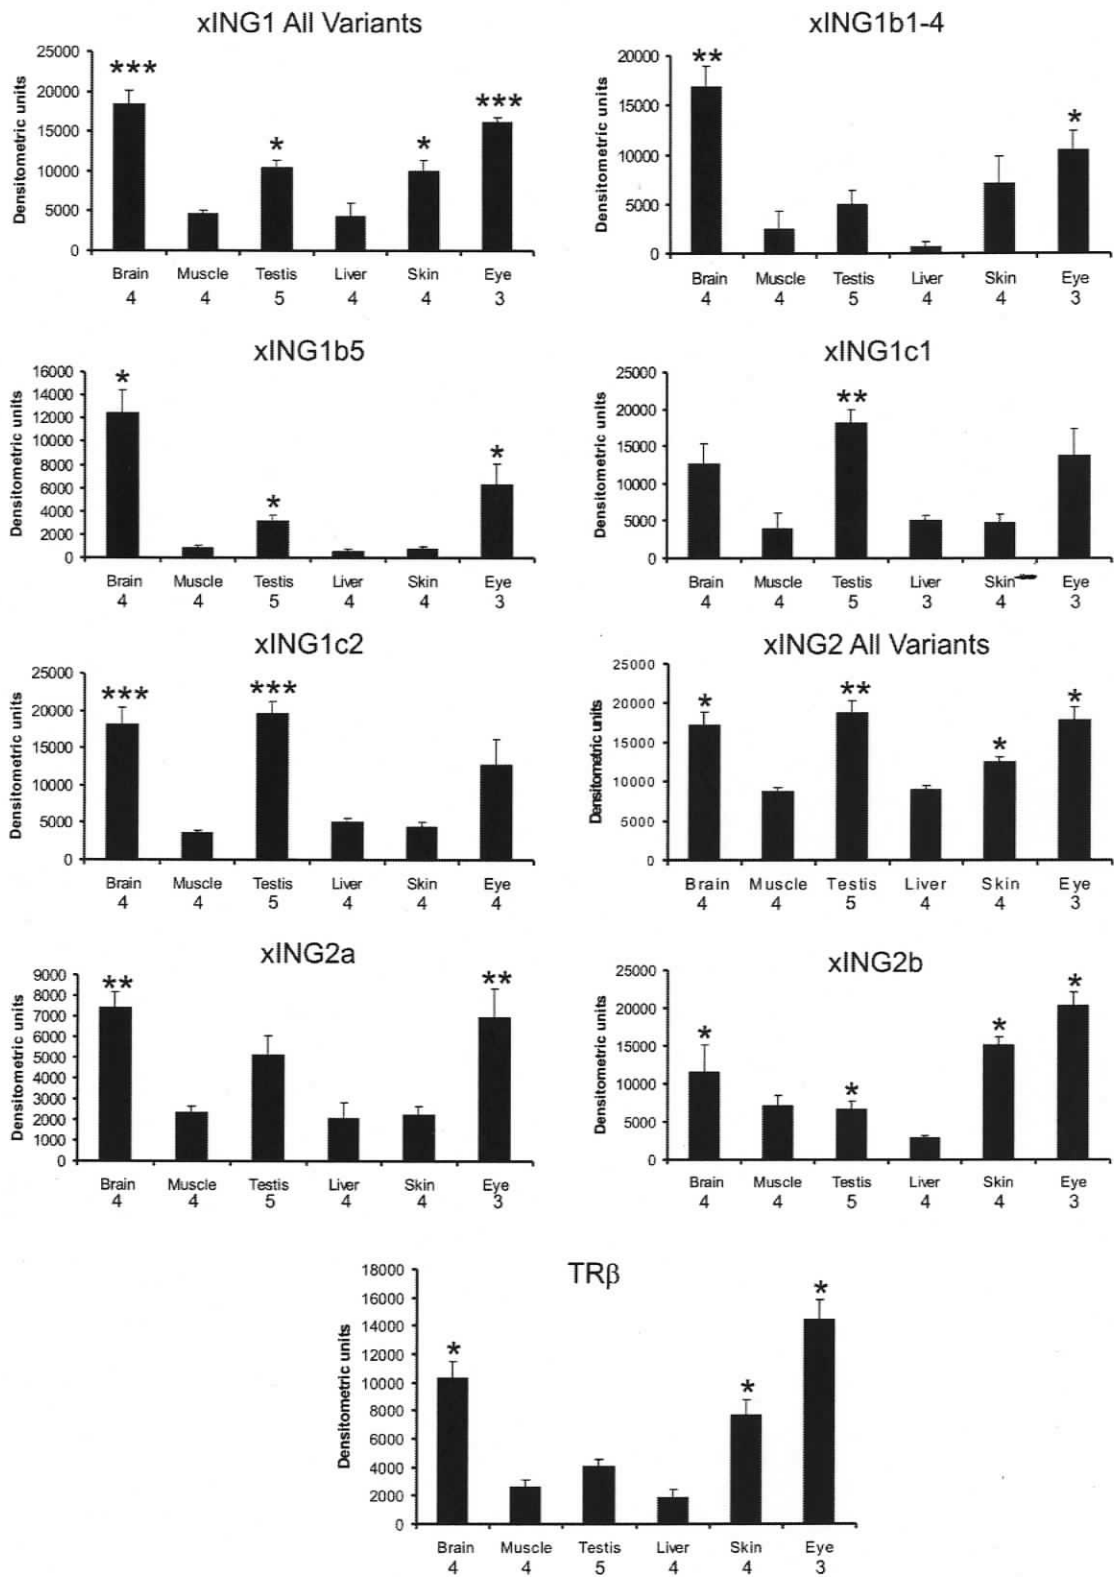 xING1 All Variants
Densitometric units
25000
20000
15000
10000
5000
0
***
*
*
***
Brain Muscle Testis Liver Skin Eye
4 4 5 4 4 3
xING1b1-4
Densitometric units
20000
15000
10000
5000
0
**
*
Brain Muscle Testis Liver Skin Eye
4 4 5 4 4 3
xING1b5
Densitometric units
16000
14000
12000
10000
8000
6000
4000
2000
0
*
*
*
Brain Muscle Testis Liver Skin Eye
4 4 5 4 4 3
xING1c1
Densitometric units
25000
20000
15000
10000
5000
0
**
Brain Muscle Testis Liver Skin Eye
4 4 5 3 4 3
xING1c2
Densitometric units
25000
20000
15000
10000
5000
0
***
***
Brain Muscle Testis Liver Skin Eye
4 4 5 4 4 4
xING2 All Variants
Densitometric units
25000
20000
15000
10000
5000
0
*
**
*
*
Brain Muscle Testis Liver Skin Eye
4 4 5 4 4 3
xING2a
Densitometric units
9000
8000
7000
6000
5000
4000
3000
2000
1000
0
**
**
Brain Muscle Testis Liver Skin Eye
4 4 5 4 4 3
xING2b
Densitometric units
25000
20000
15000
10000
5000
0
*
*
*
*
Brain Muscle Testis Liver Skin Eye
4 4 5 4 4 3
TRβ
Densitometric units
18000
16000
14000
12000
10000
8000
6000
4000
2000
0
*
*
*
Brain Muscle Testis Liver Skin Eye
4 4 5 4 4 3